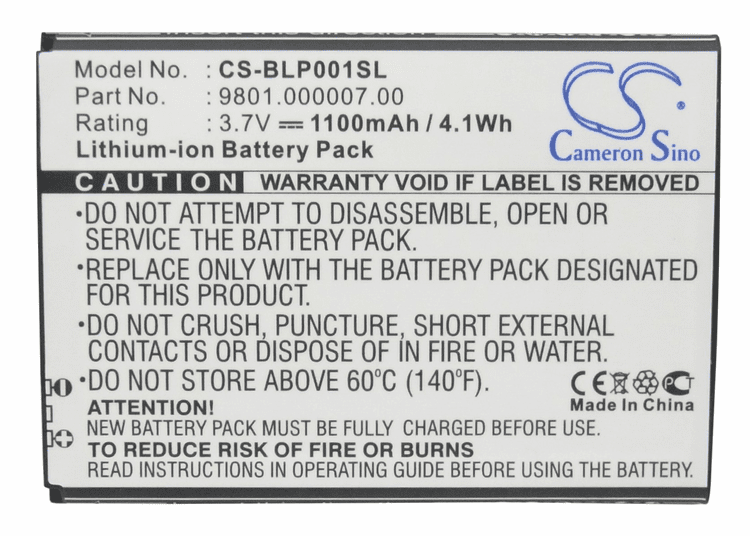 Model No. : CS-BLP001SL
Part No. : 9801.000007.00
Rating : 3.7V 1100mAh / 4.1Wh
Lithium-ion Battery Pack
CS
Cameron Sino
CAUTION WARRANTY VOID IF LABEL IS REMOVED
•DO NOT ATTEMPT TO DISASSEMBLE, OPEN OR
SERVICE THE BATTERY PACK.
•REPLACE ONLY WITH THE BATTERY PACK DESIGNATED
FOR THIS PRODUCT.
•DO NOT CRUSH, PUNCTURE, SHORT EXTERNAL
CONTACTS OR DISPOSE OF IN FIRE OR WATER.
•DO NOT STORE ABOVE 60°C (140°F).
CE
Made In China
ATTENTION!
NEW BATTERY PACK MUST BE FULLY CHARGED BEFORE USE.
TO REDUCE RISK OF FIRE OR BURNS
READ INSTRUCTIONS IN OPERATING GUIDE BEFORE USING THE BATTERY.